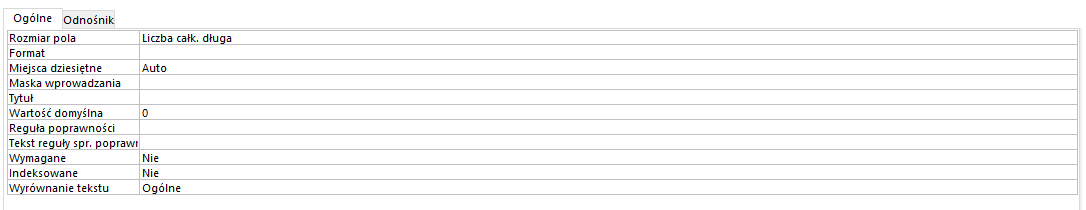 Ogólne Odnośnik
Rozmiar pola Liczba całk. długa
Format
Miejsca dziesiętne Auto
Maska wprowadzania
Tytuł
Wartość domyślna 0
Reguła poprawności
Tekst reguły spr. poprawn
Wymagane Nie
Indeksowane Nie
Wyrównanie tekstu Ogólne